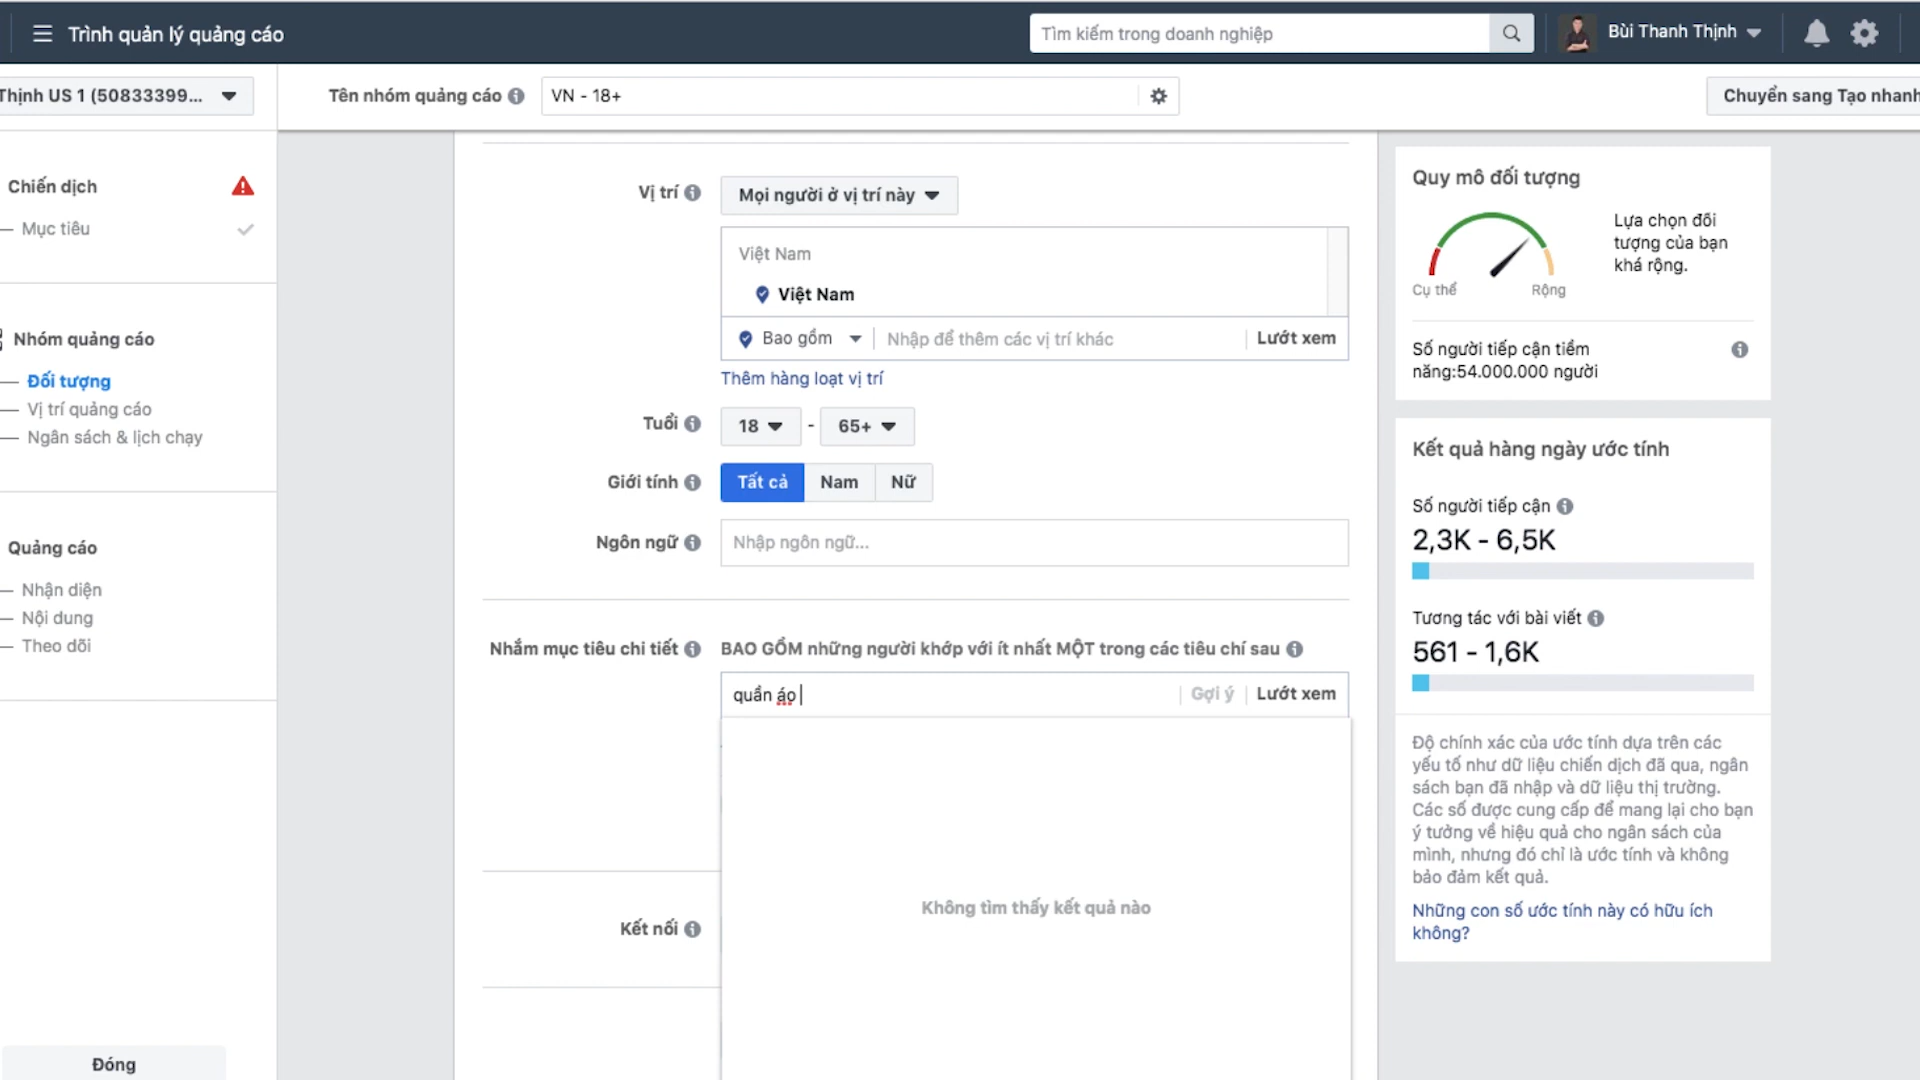 Trình quản lý quảng cáo
Tìm kiếm trong doanh nghiệp
Bùi Thanh Thịnh
Thịnh US 1 (50833399...
Tên nhóm quảng cáo
VN - 18+
Chuyển sang Tạo nhanh
Chiến dịch
Mục tiêu
Nhóm quảng cáo
Đối tượng
Vị trí quảng cáo
Ngân sách & lịch chạy
Quảng cáo
Nhận diện
Nội dung
Theo dõi
Đóng
Vị trí
Mọi người ở vị trí này
Việt Nam
Việt Nam
Bao gồm
Nhập để thêm các vị trí khác
Lướt xem
Thêm hàng loạt vị trí
Tuổi
18 - 65+
Giới tính
Tất cả Nam Nữ
Ngôn ngữ
Nhập ngôn ngữ...
Nhắm mục tiêu chi tiết
BAO GỒM những người khớp với ít nhất MỘT trong các tiêu chí sau
quần áo
Gợi ý
Lướt xem
Không tìm thấy kết quả nào
Kết nối
Quy mô đối tượng
Cụ thể
Rộng
Lựa chọn đối
tượng của bạn
khá rộng.
Số người tiếp cận tiềm
năng:54.000.000 người
Kết quả hàng ngày ước tính
Số người tiếp cận
2,3K - 6,5K
Tương tác với bài viết
561 - 1,6K
Độ chính xác của ước tính dựa trên các
yếu tố như dữ liệu chiến dịch đã qua, ngân
sách bạn đã nhập và dữ liệu thị trường.
Các số được cung cấp để mang lại cho bạn
ý tưởng về hiệu quả cho ngân sách của
mình, nhưng đó chỉ là ước tính và không
bảo đảm kết quả.
Những con số ước tính này có hữu ích
không?